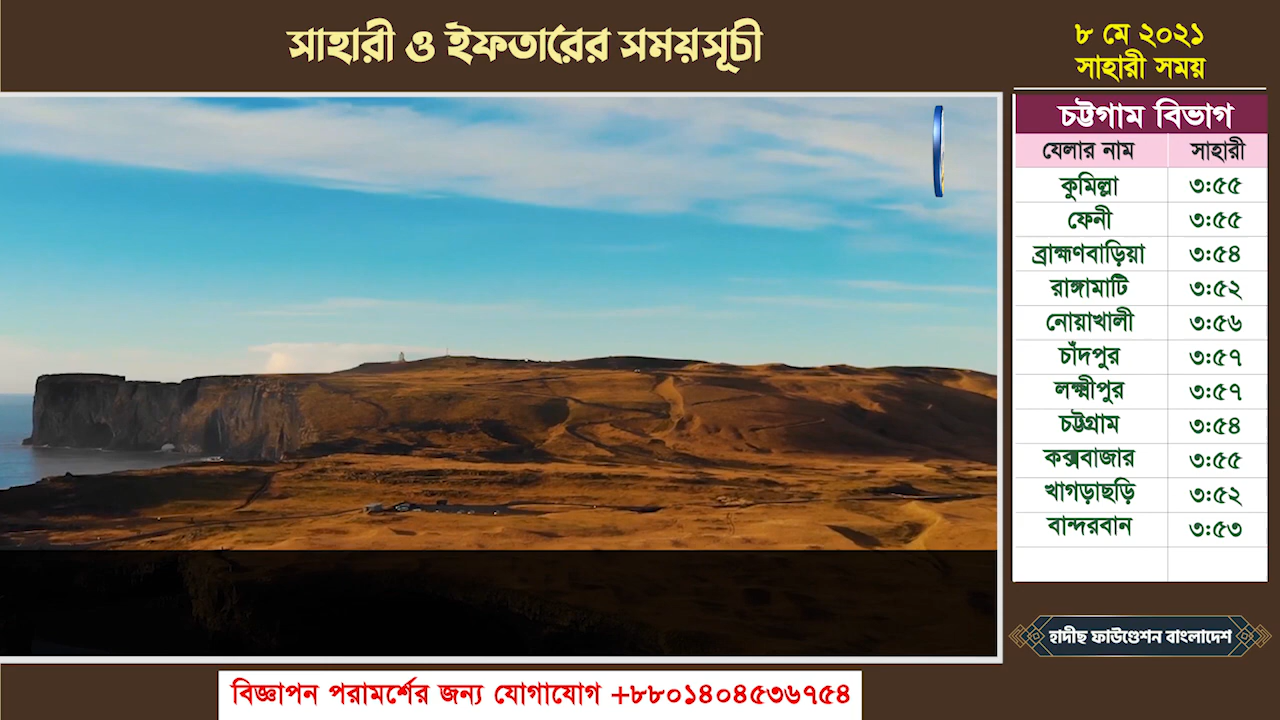 সাহারী ও ইফতারের সময়সূচী
৮ মে ২০২১
সাহারী সময়
চট্টগাম বিভাগ
যেলার নাম সাহারী
কুমিল্লা ৩:৫৫
ফেনী ৩:৫৫
ব্রাহ্মণবাড়িয়া ৩:৫৪
রাঙ্গামাটি ৩:৫২
নোয়াখালী ৩:৫৬
চাঁদপুর ৩:৫৭
লক্ষ্মীপুর ৩:৫৭
চট্টগ্রাম ৩:৫৪
কক্সবাজার ৩:৫৫
খাগড়াছড়ি ৩:৫২
বান্দরবান ৩:৫৩
হাদীছ ফাউণ্ডেশন বাংলাদেশ
বিজ্ঞাপন পরামর্শের জন্য যোগাযোগ +৮৮০১৪০৪৫৩৬৭৫৪